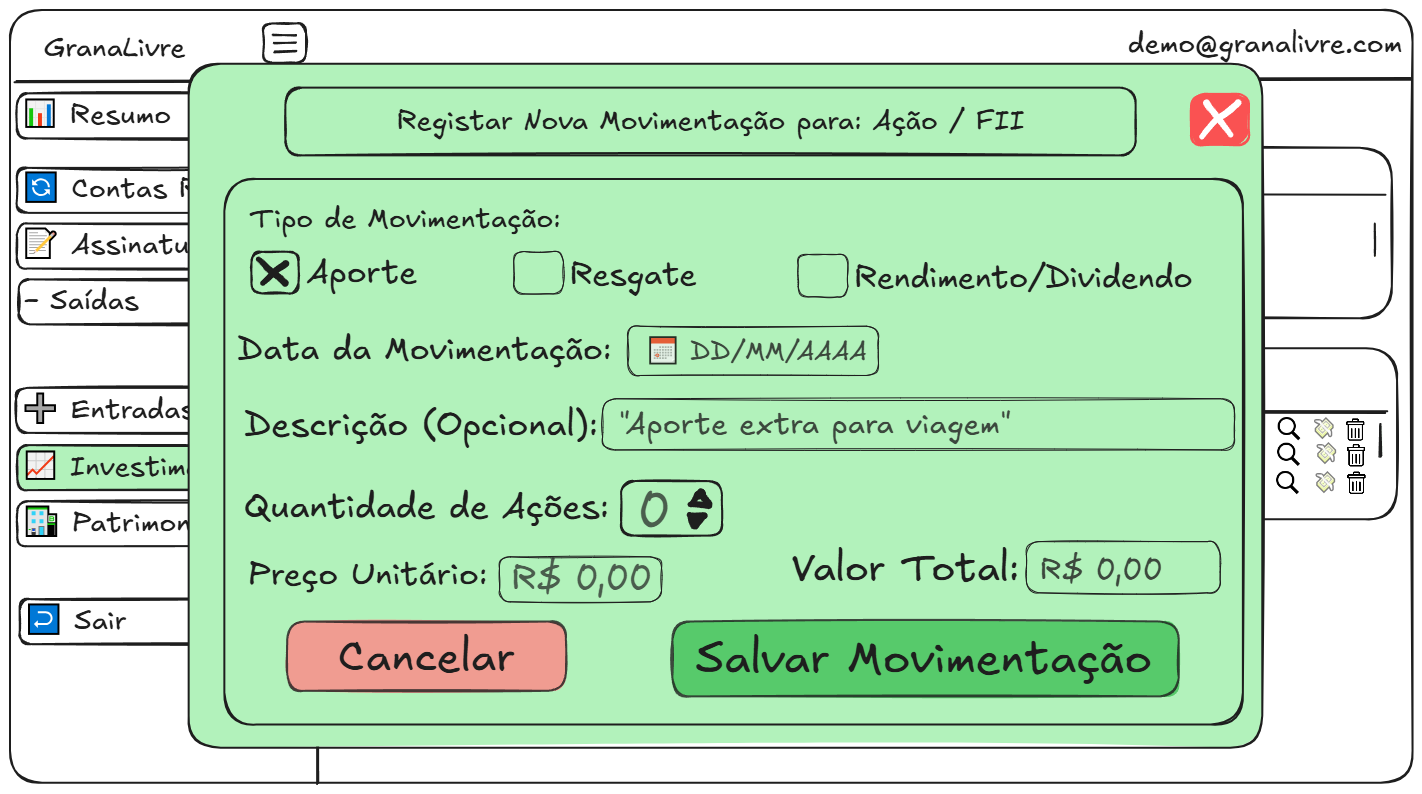 GranaLivre
demo@granalivre.com
Resumo
Contas
Assinatu
- Saídas
Entradas
Investim
Patrimon
Sair
Registar Nova Movimentação para: Ação / FII
Tipo de Movimentação:
Aporte Resgate Rendimento/Dividendo
Data da Movimentação: DD/MM/AAAA
Descrição (Opcional): "Aporte extra para viagem"
Quantidade de Ações: 0
Preço Unitário: R$ 0,00 Valor Total: R$ 0,00
Cancelar Salvar Movimentação